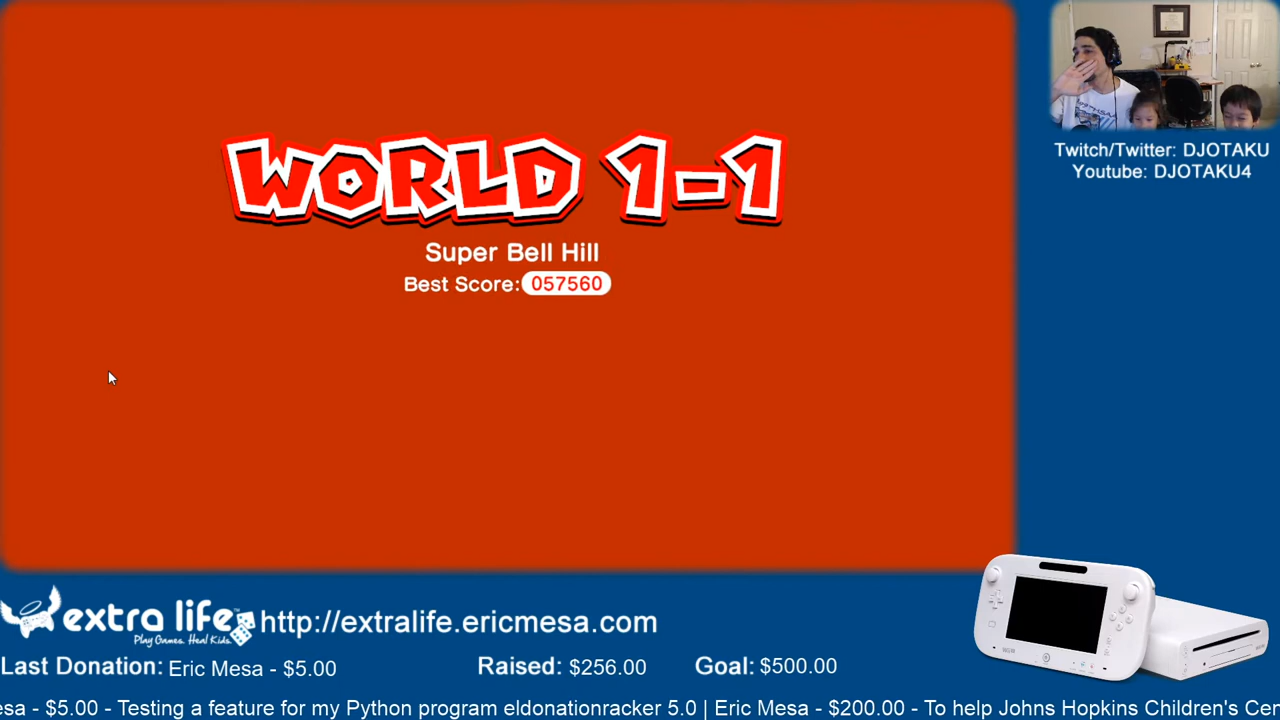 WORLD 1-1
Super Bell Hill
Best Score: 057560
Twitch/Twitter: DJOTAKU
Youtube: DJOTAKU4
extra life
Play Games. Heal Kids.
http://extralife.ericmesa.com
Last Donation: Eric Mesa - $5.00 Raised: $256.00 Goal: $500.00
esa - $5.00 - Testing a feature for my Python program eldonationracker 5.0 | Eric Mesa - $200.00 - To help Johns Hopkins Children's Cen